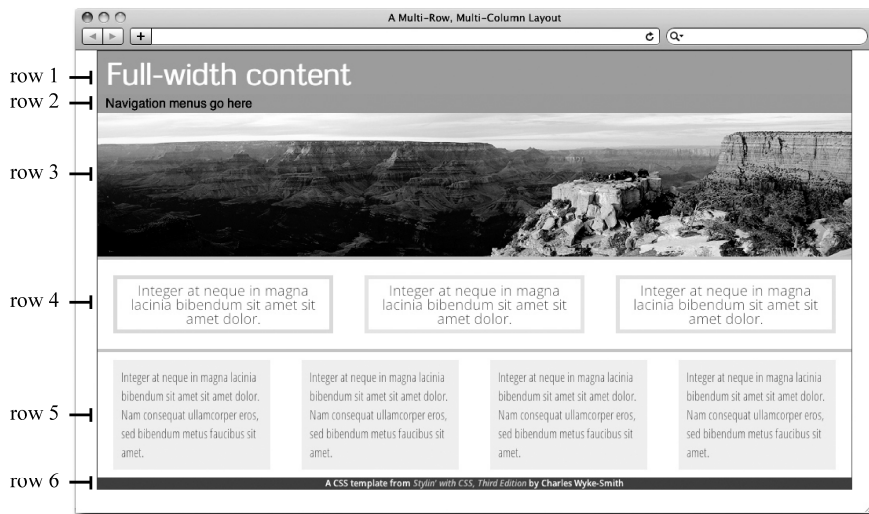 A Multi-Row, Multi-Column Layout
row 1
Full-width content
row 2
Navigation menus go here
row 3
row 4
Integer at neque in magna
lacinia bibendum sit amet sit
amet dolor.
Integer at neque in magna
lacinia bibendum sit amet sit
amet dolor.
Integer at neque in magna
lacinia bibendum sit amet sit
amet dolor.
row 5
Integer at neque in magna lacinia
bibendum sit amet sit amet dolor.
Nam consequat ullamcorper eros,
sed bibendum metus faucibus sit
amet.
Integer at neque in magna lacinia
bibendum sit amet sit amet dolor.
Nam consequat ullamcorper eros,
sed bibendum metus faucibus sit
amet.
Integer at neque in magna lacinia
bibendum sit amet sit amet dolor.
Nam consequat ullamcorper eros,
sed bibendum metus faucibus sit
amet.
Integer at neque in magna lacinia
bibendum sit amet sit amet dolor.
Nam consequat ullamcorper eros,
sed bibendum metus faucibus sit
amet.
row 6
A CSS template from Stylin' with CSS, Third Edition by Charles Wyke-Smith